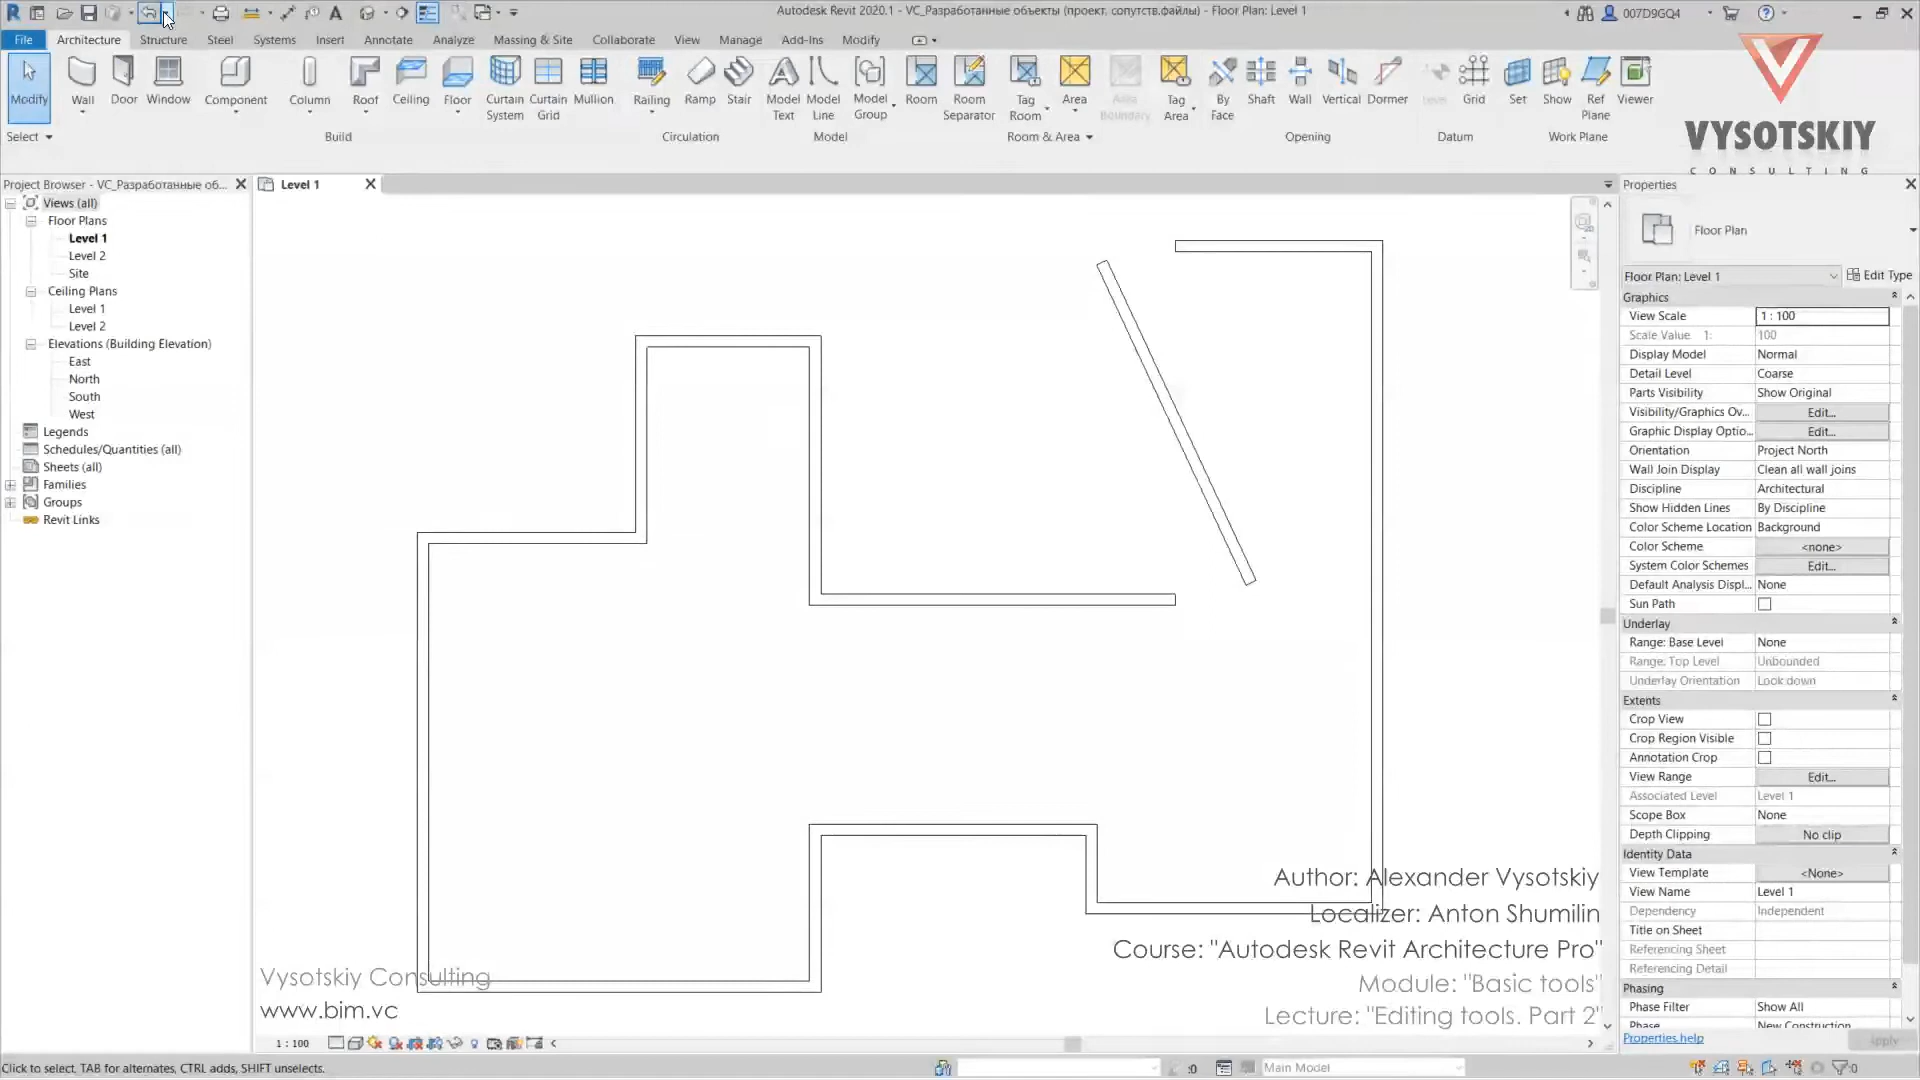 Autodesk Revit 2020.1 - VC_Разработанные объекты (проект, сопутств.файлы) - Floor Plan: Level 1
007D9GQ4
File Architecture Structure Steel Systems Insert Annotate Analyze Massing & Site Collaborate View Manage Add-Ins Modify
Modify Wall Door Window Component Column Roof Ceiling Floor Curtain System Curtain Grid Mullion Railing Ramp Stair Model Text Model Line Model Group Room Room Separator Tag Room Area Area Boundary Tag Area By Face Shaft Wall Vertical Dormer Level Grid Set Show Ref Plane Viewer
Select Build Circulation Model Room & Area Opening Datum Work Plane
VYSOTSKIY
CONSULTING
Project Browser - VC_Разработанные об...
Views (all)
Floor Plans
Level 1
Level 2
Site
Ceiling Plans
Level 1
Level 2
Elevations (Building Elevation)
East
North
South
West
Legends
Schedules/Quantities (all)
Sheets (all)
Families
Groups
Revit Links
Level 1
Properties
Floor Plan
Floor Plan: Level 1 Edit Type
Graphics
View Scale 1 : 100
Scale Value 1: 100
Display Model Normal
Detail Level Coarse
Parts Visibility Show Original
Visibility/Graphics Ov... Edit...
Graphic Display Optio... Edit...
Orientation Project North
Wall Join Display Clean all wall joins
Discipline Architectural
Show Hidden Lines By Discipline
Color Scheme Location Background
Color Scheme <none>
System Color Schemes Edit...
Default Analysis Displ... None
Sun Path
Underlay
Range: Base Level None
Range: Top Level Unbounded
Underlay Orientation Look down
Extents
Crop View
Crop Region Visible
Annotation Crop
View Range Edit...
Associated Level Level 1
Scope Box None
Depth Clipping No clip
Identity Data
View Template <None>
View Name Level 1
Dependency Independent
Title on Sheet
Referencing Sheet
Referencing Detail
Phasing
Phase Filter Show All
Phase New Construction
Properties help Apply
Author: Alexander Vysotskiy
Localizer: Anton Shumilin
Course: "Autodesk Revit Architecture Pro"
Module: "Basic tools"
Lecture: "Editing tools. Part 2"
Vysotskiy Consulting
www.bim.vc
1 : 100
Click to select, TAB for alternates, CTRL adds, SHIFT unselects.
:0
Main Model
:0